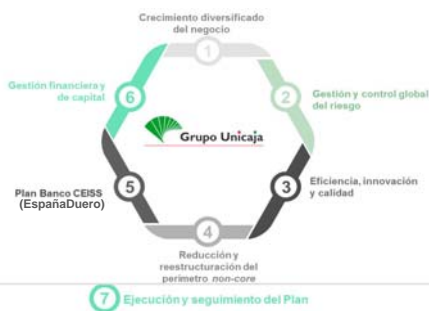 Crecimiento diversificado
del negocio
1
Gestión financiera y
de capital
6
2
Gestión y control global
del riesgo
Grupo Unicaja
Plan Banco CEISS
(EspañaDuero)
5
3
Eficiencia, innovación
y calidad
4
Reducción y
reestructuración del
perímetro non-core
7 Ejecución y seguimiento del Plan